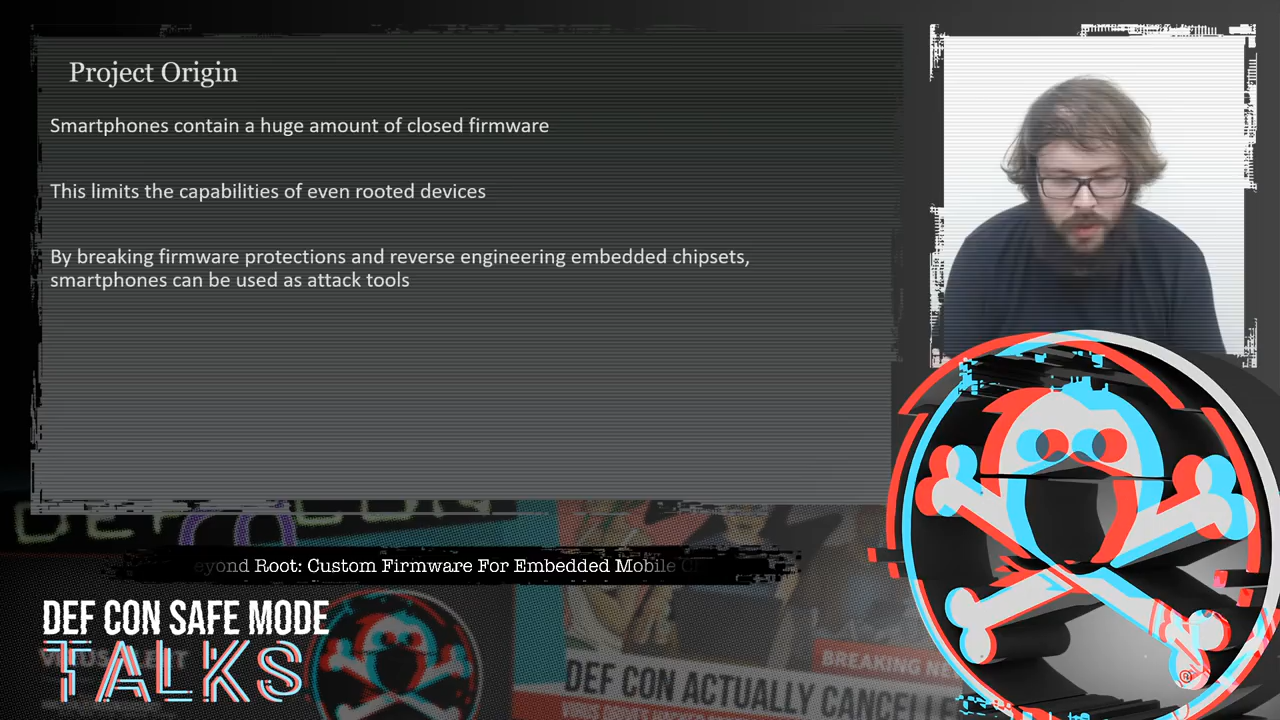 Project Origin
Smartphones contain a huge amount of closed firmware
This limits the capabilities of even rooted devices
By breaking firmware protections and reverse engineering embedded chipsets,
smartphones can be used as attack tools
DEF CON
eyond Root: Custom Firmware For Embedded Mobile C
DEF CON SAFE MODE
TALKS
BREAKING NE
DEF CON ACTUALLY CANCELLE
®